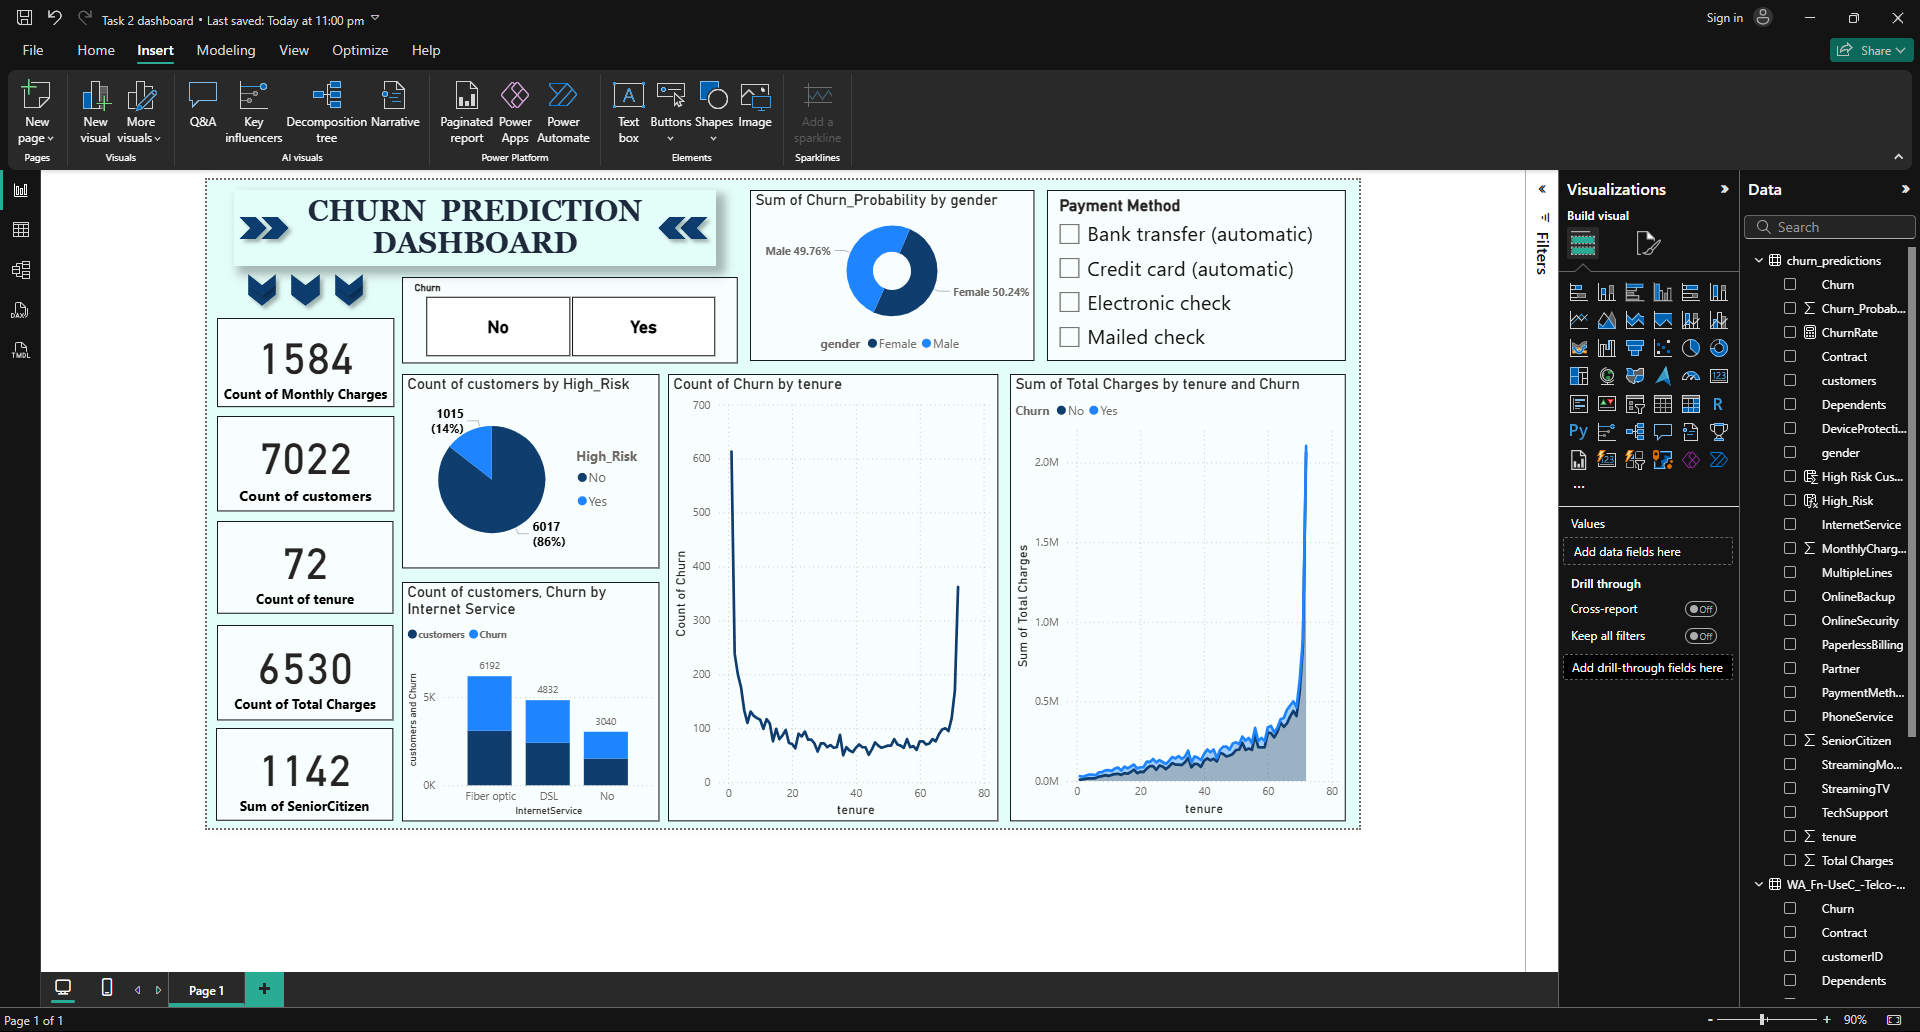 Task 2 dashboard • Last saved: Today at 11:00 pm
Sign in
File
Home
Insert
Modeling
View
Optimize
Help
Share
New page
New visual
More visuals
Q&A
Key influencers
Decomposition tree
Narrative
Paginated report
Power Apps
Power Automate
Text box
Buttons
Shapes
Image
Add a sparkline
Pages
Visuals
AI visuals
Power Platform
Elements
Sparklines
DAX
TMDL
CHURN PREDICTION
DASHBOARD
1584
Count of Monthly Charges
7022
Count of customers
72
Count of tenure
6530
Count of Total Charges
1142
Sum of SeniorCitizen
Churn
No
Yes
Sum of Churn_Probability by gender
Male 49.76%
Female 50.24%
gender Female Male
Payment Method
Bank transfer (automatic)
Credit card (automatic)
Electronic check
Mailed check
Count of customers by High_Risk
1015
(14%)
6017
(86%)
High_Risk
No
Yes
Count of customers, Churn by
Internet Service
customers Churn
customers and Churn
5K
0K
6192
4832
3040
Fiber optic
DSL
No
InternetService
Count of Churn by tenure
Count of Churn
700
600
500
400
300
200
100
0
0
20
40
60
80
tenure
Sum of Total Charges by tenure and Churn
Churn No Yes
Sum of Total Charges
2.0M
1.5M
1.0M
0.5M
0.0M
0
20
40
60
80
tenure
Filters
Visualizations
Build visual
123
R
Py
123
...
Values
Add data fields here
Drill through
Cross-report
Off
Keep all filters
Off
Add drill-through fields here
Data
Search
churn_predictions
Churn
Churn_Probab...
ChurnRate
Contract
customers
Dependents
DeviceProtecti...
gender
High Risk Cus...
High_Risk
InternetService
MonthlyCharg...
MultipleLines
OnlineBackup
OnlineSecurity
PaperlessBilling
Partner
PaymentMeth...
PhoneService
SeniorCitizen
StreamingMo...
StreamingTV
TechSupport
tenure
Total Charges
WA_Fn-UseC_-Telco-...
Churn
Contract
customerID
Dependents
Page 1
Page 1 of 1
90%